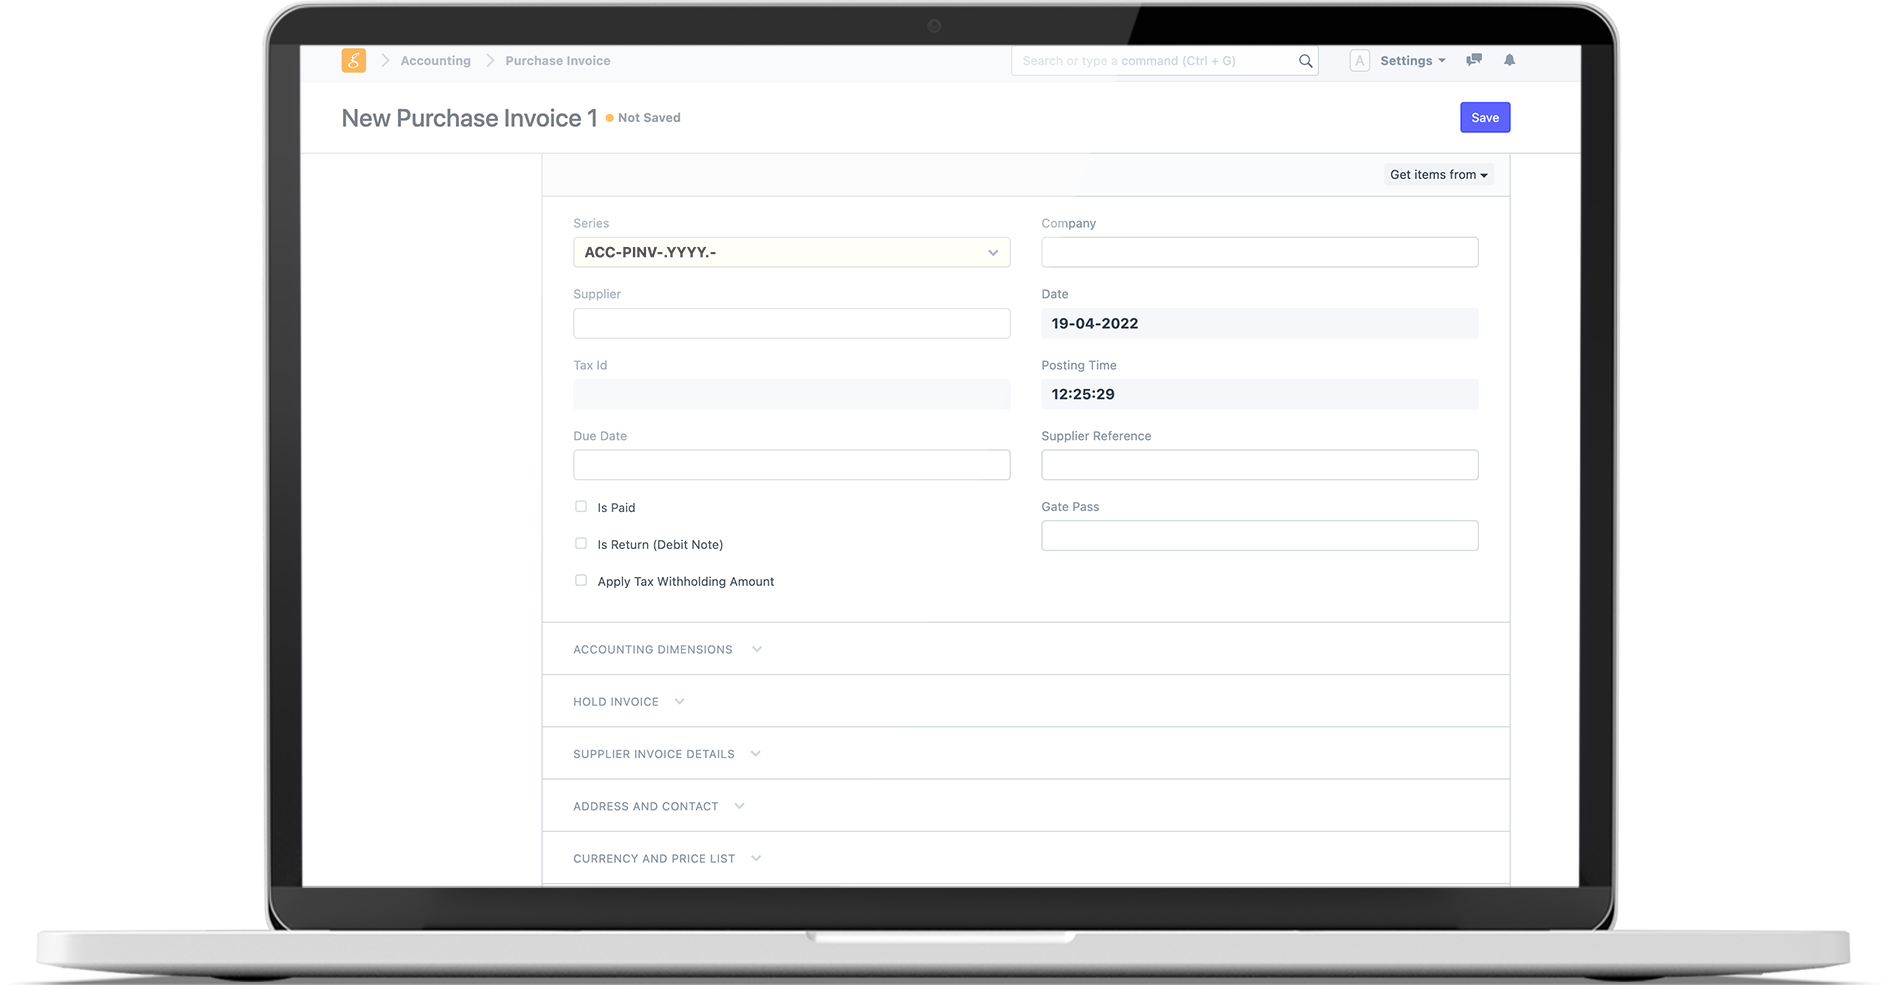 Accounting
Purchase Invoice
Search or type a command (Ctrl + G)
A
Settings
New Purchase Invoice 1
Not Saved
Save
Get items from
Series
Company
ACC-PINV-.YYYY.-
Supplier
Date
19-04-2022
Tax Id
Posting Time
12:25:29
Due Date
Supplier Reference
Is Paid
Gate Pass
Is Return (Debit Note)
Apply Tax Withholding Amount
ACCOUNTING DIMENSIONS
HOLD INVOICE
SUPPLIER INVOICE DETAILS
ADDRESS AND CONTACT
CURRENCY AND PRICE LIST